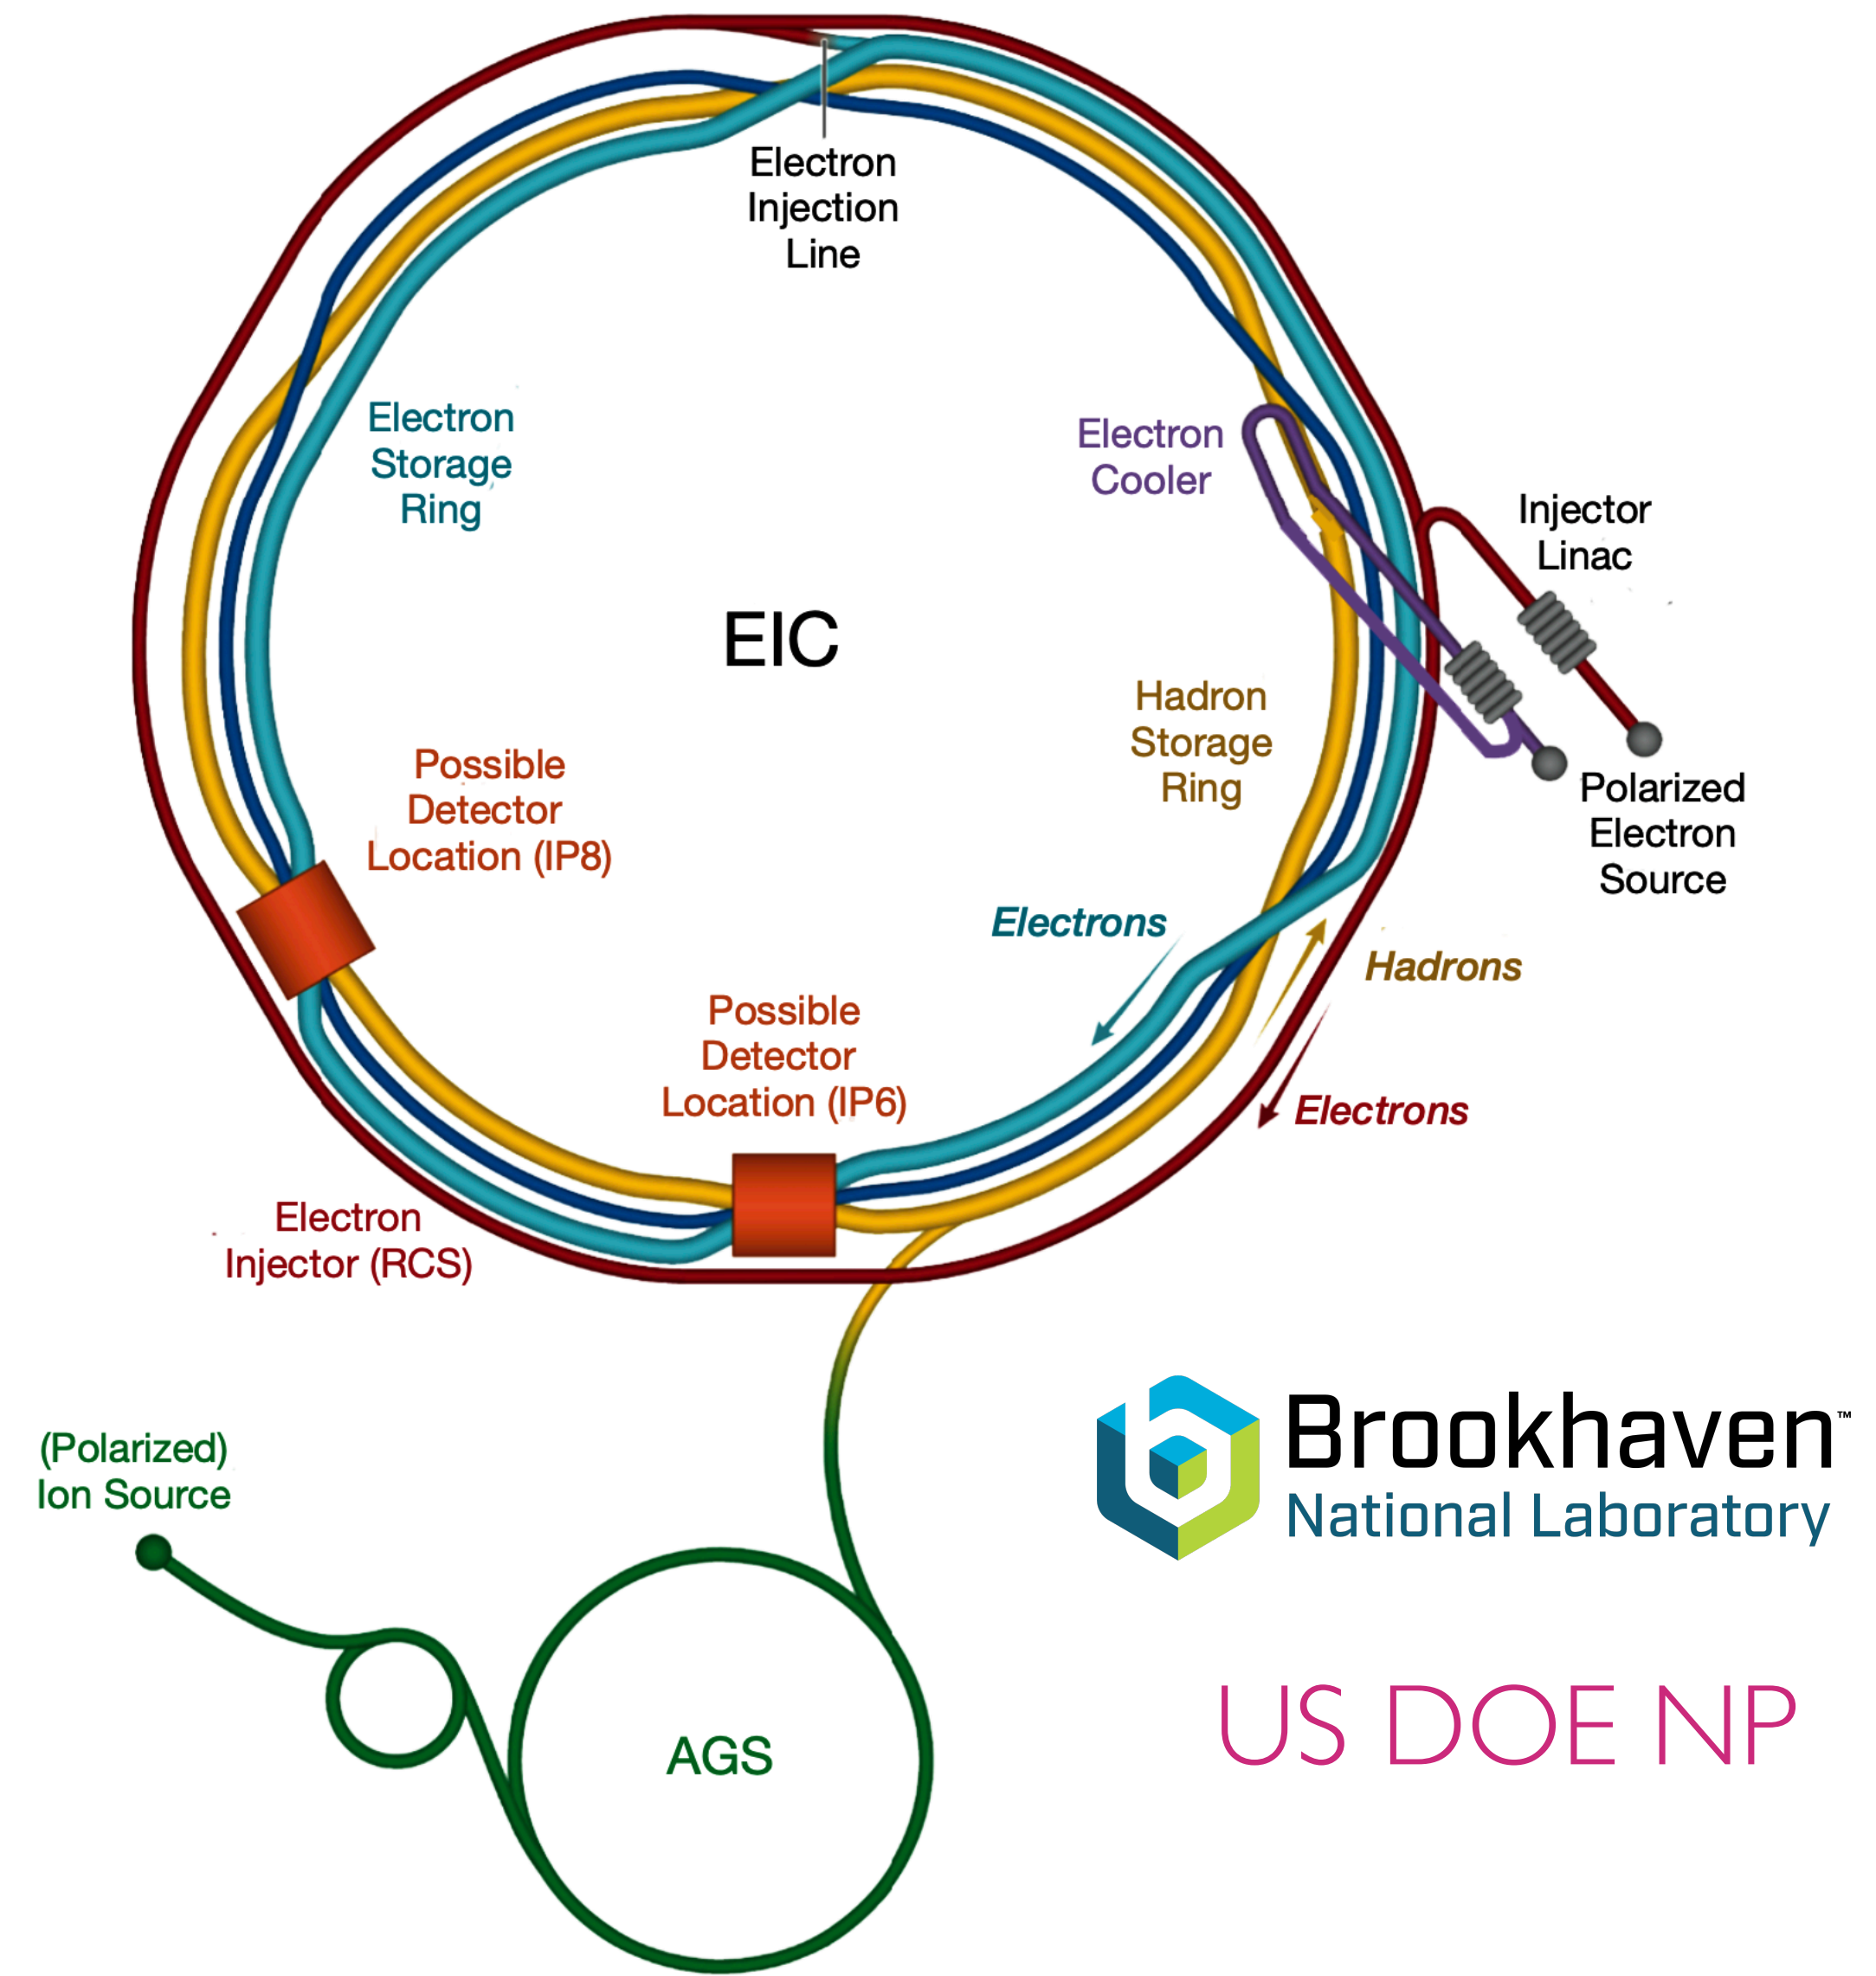 Electron
Injection
Line
Electron
Storage
Ring
Electron
Cooler
Injector
Linac
EIC
Hadron
Storage
Ring
Possible
Detector
Location (IP8)
Polarized
Electron
Source
Electrons
Hadrons
Possible
Detector
Location (IP6)
Electrons
Electron
Injector (RCS)
Brookhaven™
National Laboratory
(Polarized)
Ion Source
US DOE NP
AGS